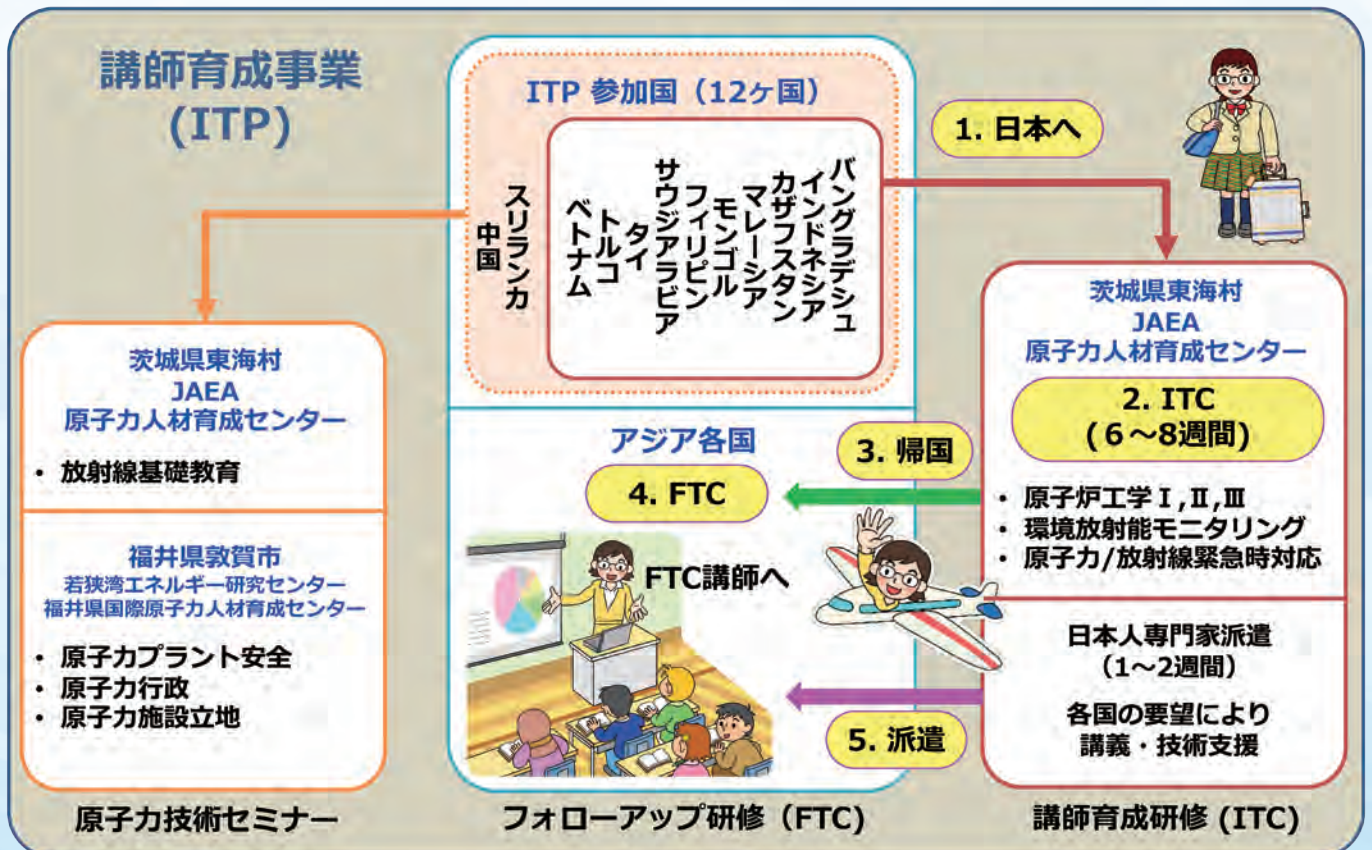 講師育成事業
(ITP)
ITP 参加国（12ヶ国）
バングラデシュ
インドネシア
カザフスタン
マレーシア
モンゴル
フィリピン
サウジアラビア
タイ
トルコ
ベトナム
スリランカ
中国
1. 日本へ
茨城県東海村
JAEA
原子力人材育成センター
2. ITC
(６～8週間)
・ 原子炉工学Ⅰ,Ⅱ,Ⅲ
・ 環境放射能モニタリング
・ 原子力/放射線緊急時対応
日本人専門家派遣
(1～2週間)
各国の要望により
講義・技術支援
講師育成研修 (ITC)
アジア各国
3. 帰国
4. FTC
FTC講師へ
5. 派遣
フォローアップ研修（FTC)
茨城県東海村
JAEA
原子力人材育成センター
・ 放射線基礎教育
福井県敦賀市
若狭湾エネルギー研究センター
福井県国際原子力人材育成センター
・ 原子力プラント安全
・ 原子力行政
・ 原子力施設立地
原子力技術セミナー